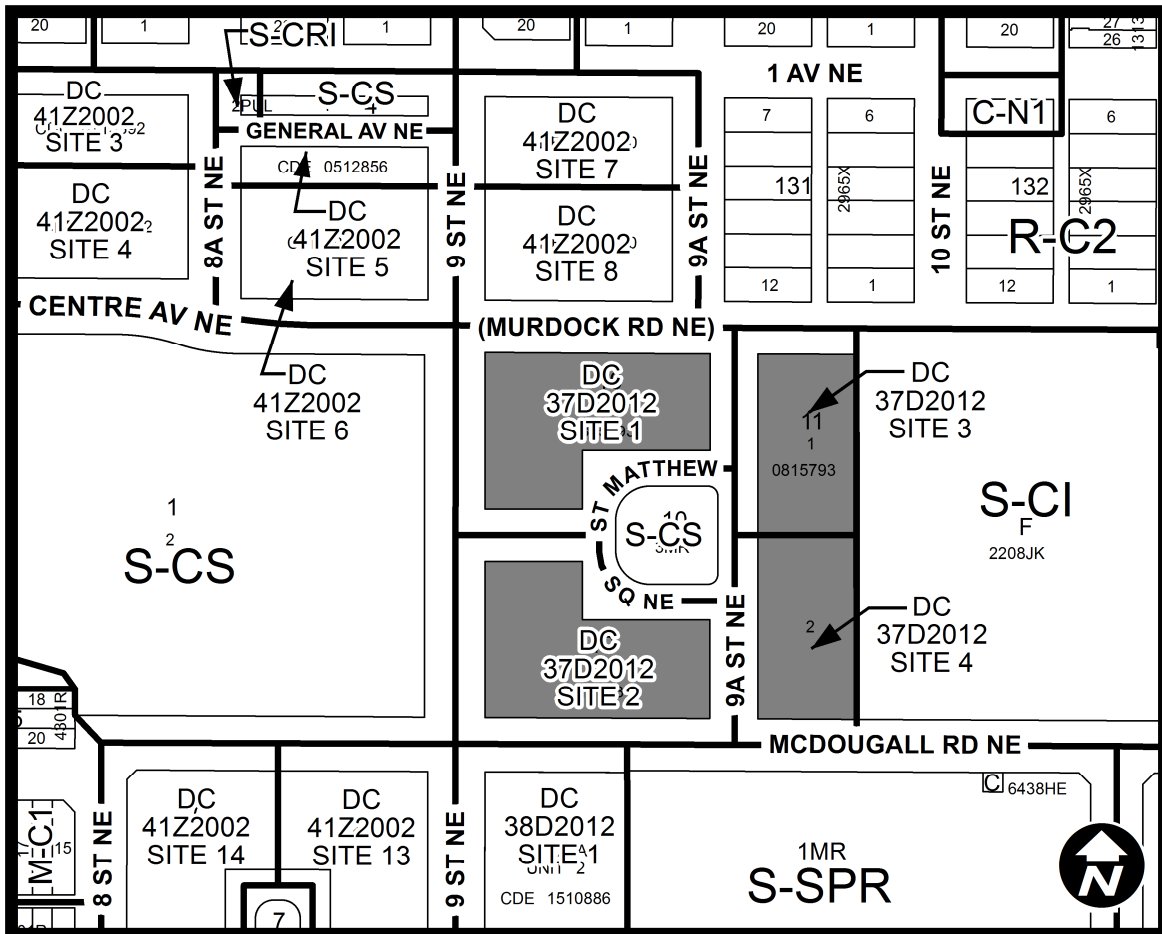 20
1
1
20
1
20
1
20
27
26
1313
S-CRI
1 AV NE
DC
41Z2002
SITE 3
S-CS
4
GENERAL AV NE
DC
41Z2002
SITE 7
7
6
C-N1
6
CDE 0512856
8A ST NE
9 ST NE
9A ST NE
131
2965X
10 ST NE
132
2965X
R-C2
DC
41Z2002
SITE 4
DC
41Z2002
SITE 5
DC
41Z2002
SITE 8
12
1
12
1
CENTRE AV NE
(MURDOCK RD NE)
DC
41Z2002
SITE 6
DC
37D2012
SITE 1
DC
37D2012
SITE 3
11
1
0815793
ST MATTHEW
SQ NE
10
S-CS
S-CI
F
2208JK
1
2
S-CS
DC
37D2012
SITE 2
9A ST NE
2
DC
37D2012
SITE 4
18
20
4301R
MCDOUGALL RD NE
C
6438HE
M-C1
17
15
8 ST NE
DC
41Z2002
SITE 14
DC
41Z2002
SITE 13
7
9 ST NE
DC
38D2012
SITE 1
UNIT 2
CDE 1510886
1MR
S-SPR
N